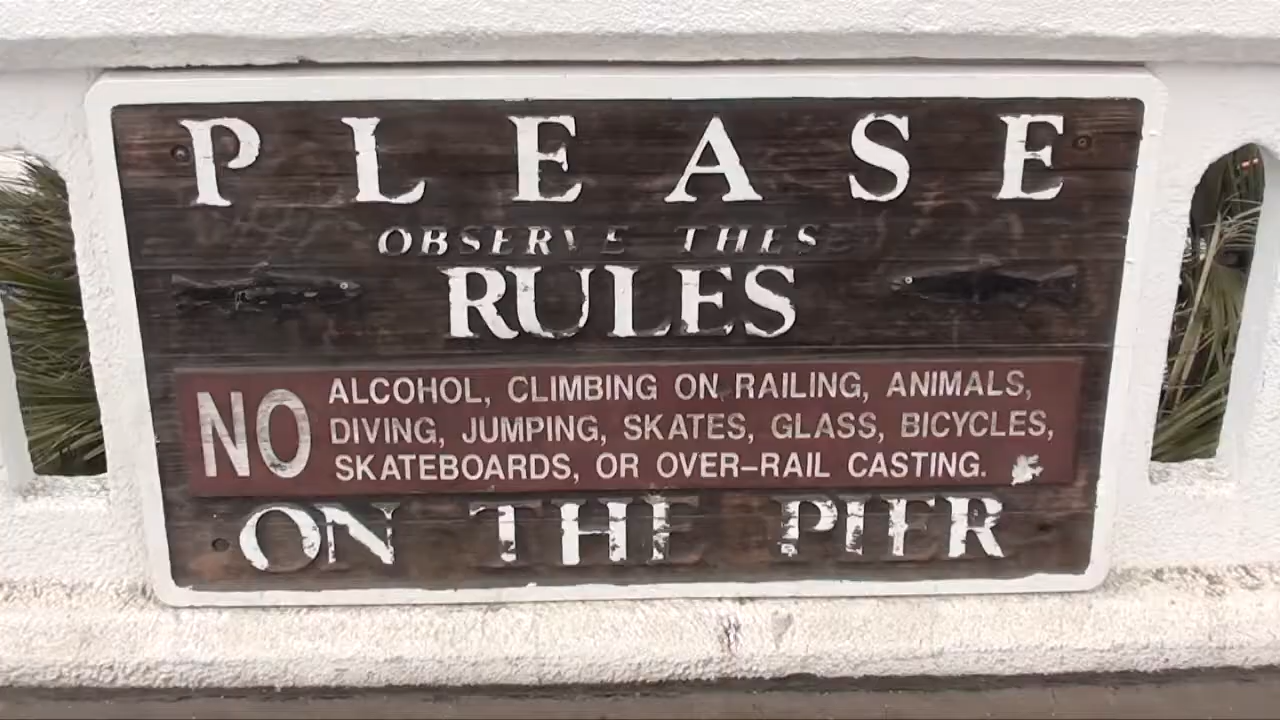 PLEASE
OBSERVE THESE
RULES
NO ALCOHOL, CLIMBING ON RAILING, ANIMALS,
DIVING, JUMPING, SKATES, GLASS, BICYCLES,
SKATEBOARDS, OR OVER-RAIL CASTING.
ON THE PIER